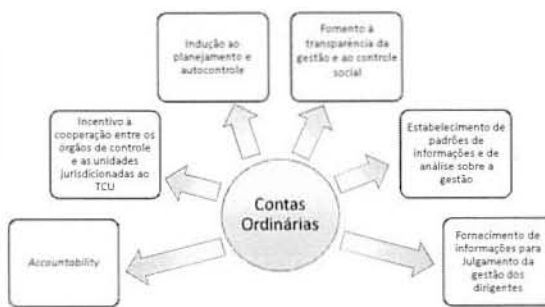 Indução ao
planejamento e
autocontrole
Fomento à
transparência da
gestão e ao controle
social
Incentivo à
cooperação entre os
órgãos de controle
e as unidades
jurisdicionadas ao
TCU
Estabelecimento de
padrões de
informações e de
análise sobre a
gestão
Contas
Ordinárias
Accountability
Fornecimento de
informações para
Julgamento da
gestão dos
dirigentes